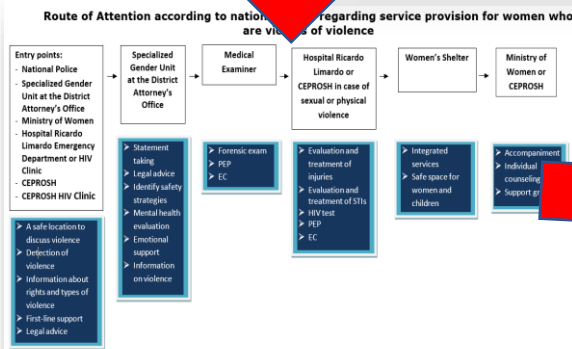 Route of Attention according to nation regarding service provision for women who
are of violence
Entry points:
- National Police
- Specialized Gender
Unit at the District
Attorney's Office
- Ministry of Women
- Hospital Ricardo
Limardo Emergency
Department or HIV
Clinic
- CEPROSH
- CEPROSH HIV Clinic
➤ A safe location to
discuss violence
➤ Detection of
violence
➤ Information about
rights and types of
violence
➤ First-line support
➤ Legal advice
Specialized
Gender Unit
at the District
Attorney's
Office
➤ Statement
taking
➤ Legal advice
➤ Identify safety
strategies
➤ Mental health
evaluation
➤ Emotional
support
➤ Information
on violence
Medical
Examiner
➤ Forensic exam
➤ PEP
➤ EC
Hospital Ricardo
Limardo or
CEPROSH in case of
sexual or physical
violence
➤ Evaluation and
treatment of
injuries
➤ Evaluation and
treatment of STIs
➤ HIV test
➤ PEP
➤ EC
Women's Shelter
➤ Integrated
services
➤ Safe space for
women and
children
Ministry of
Women or
CEPROSH
➤ Accompaniment
➤ Individual
counseling
➤ Support